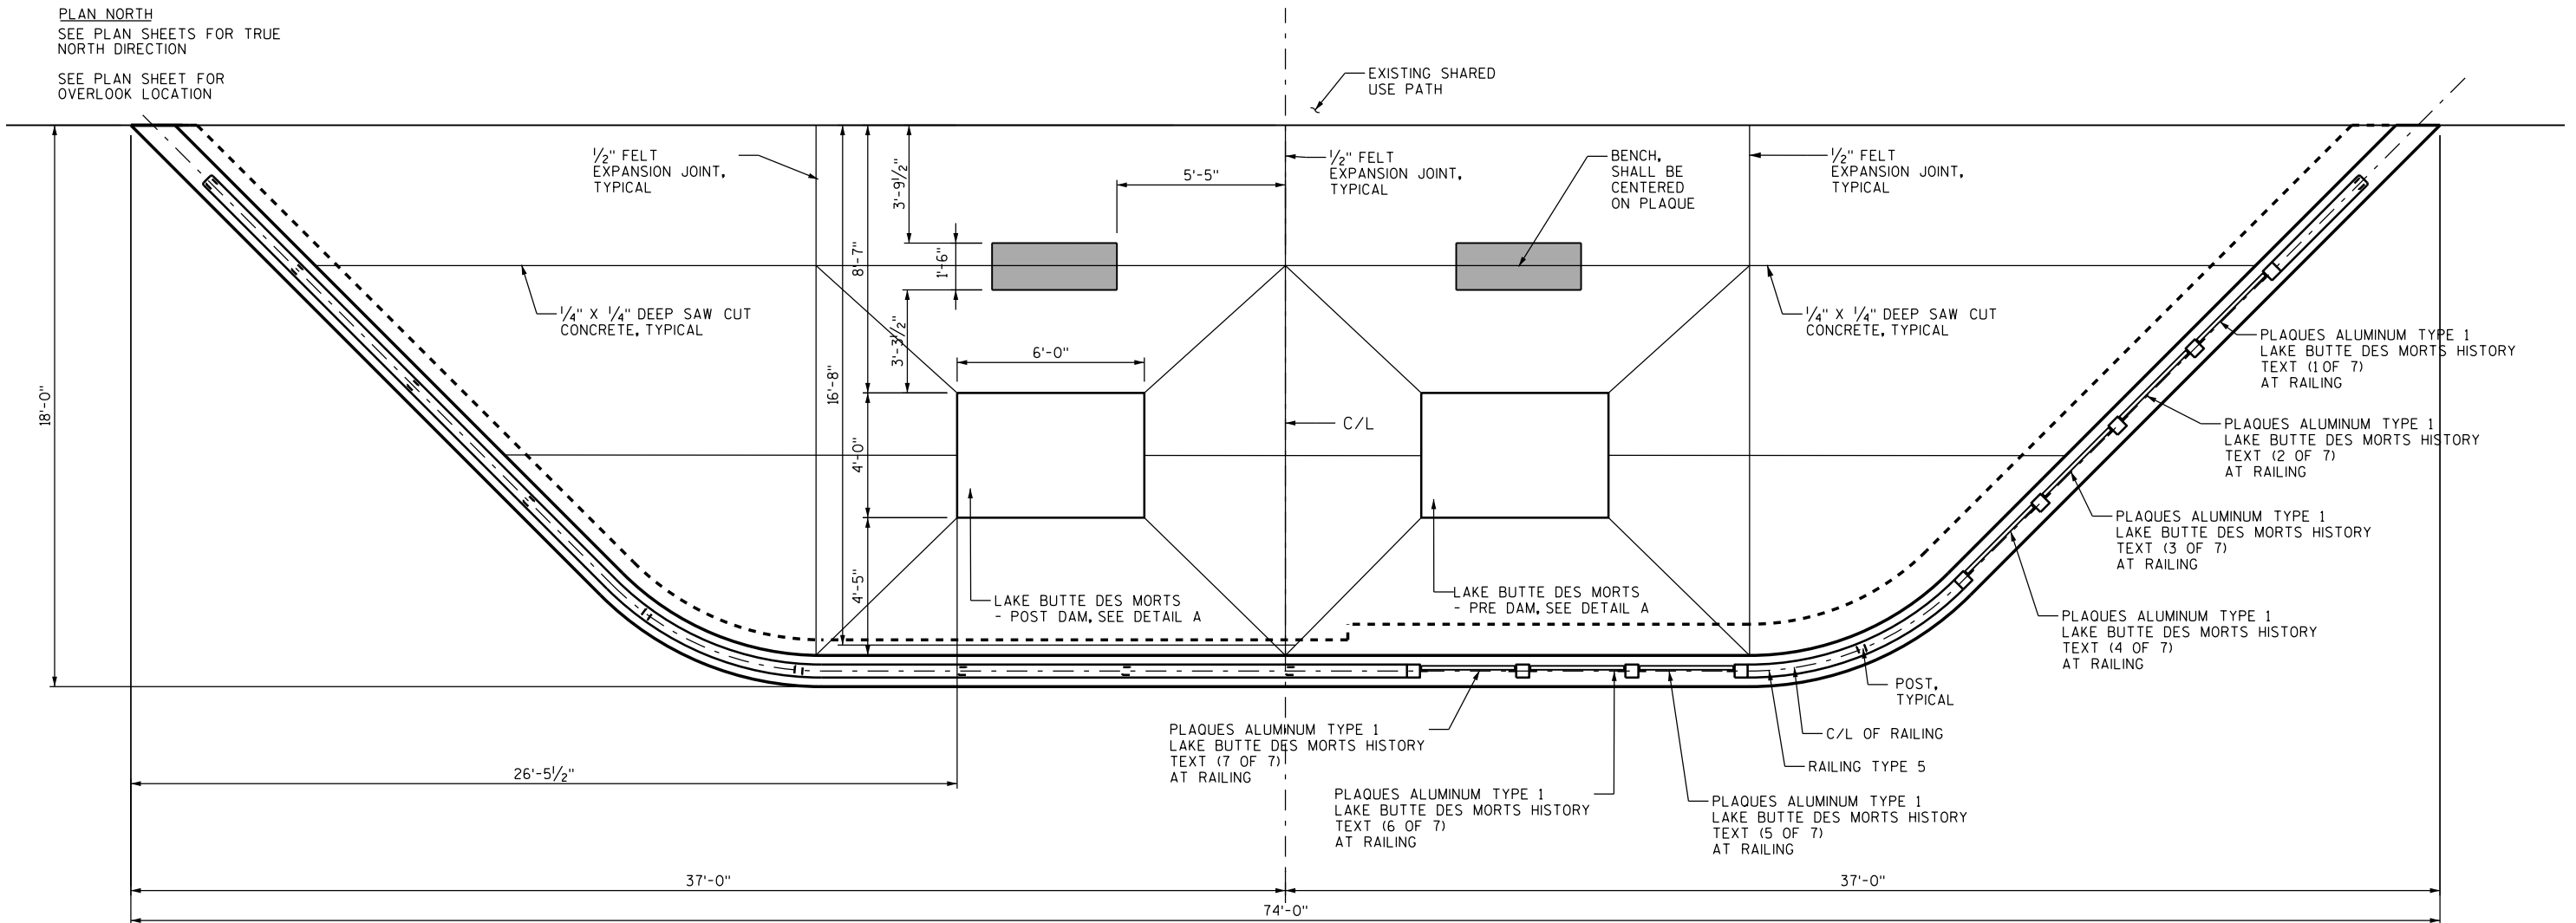 PLAN NORTH
SEE PLAN SHEETS FOR TRUE
NORTH DIRECTION
SEE PLAN SHEET FOR
OVERLOOK LOCATION
EXISTING SHARED
USE PATH
1/2" FELT
EXPANSION JOINT,
TYPICAL
3'-9 1/2"
5'-5"
1/2" FELT
EXPANSION JOINT,
TYPICAL
BENCH,
SHALL BE
CENTERED
ON PLAQUE
1/2" FELT
EXPANSION JOINT,
TYPICAL
8'-7"
1'-6"
1/4" X 1/4" DEEP SAW CUT
CONCRETE, TYPICAL
3'-3 1/2"
1/4" X 1/4" DEEP SAW CUT
CONCRETE, TYPICAL
6'-0"
16'-8"
18'-0"
C/L
4'-0"
4'-5"
PLAQUES ALUMINUM TYPE 1
LAKE BUTTE DES MORTS HISTORY
TEXT (1 OF 7)
AT RAILING
PLAQUES ALUMINUM TYPE 1
LAKE BUTTE DES MORTS HISTORY
TEXT (2 OF 7)
AT RAILING
PLAQUES ALUMINUM TYPE 1
LAKE BUTTE DES MORTS HISTORY
TEXT (3 OF 7)
AT RAILING
LAKE BUTTE DES MORTS
- POST DAM, SEE DETAIL A
LAKE BUTTE DES MORTS
- PRE DAM, SEE DETAIL A
PLAQUES ALUMINUM TYPE 1
LAKE BUTTE DES MORTS HISTORY
TEXT (4 OF 7)
AT RAILING
POST,
TYPICAL
C/L OF RAILING
RAILING TYPE 5
PLAQUES ALUMINUM TYPE 1
LAKE BUTTE DES MORTS HISTORY
TEXT (7 OF 7)
AT RAILING
26'-5 1/2"
PLAQUES ALUMINUM TYPE 1
LAKE BUTTE DES MORTS HISTORY
TEXT (6 OF 7)
AT RAILING
PLAQUES ALUMINUM TYPE 1
LAKE BUTTE DES MORTS HISTORY
TEXT (5 OF 7)
AT RAILING
37'-0"
37'-0"
74'-0"